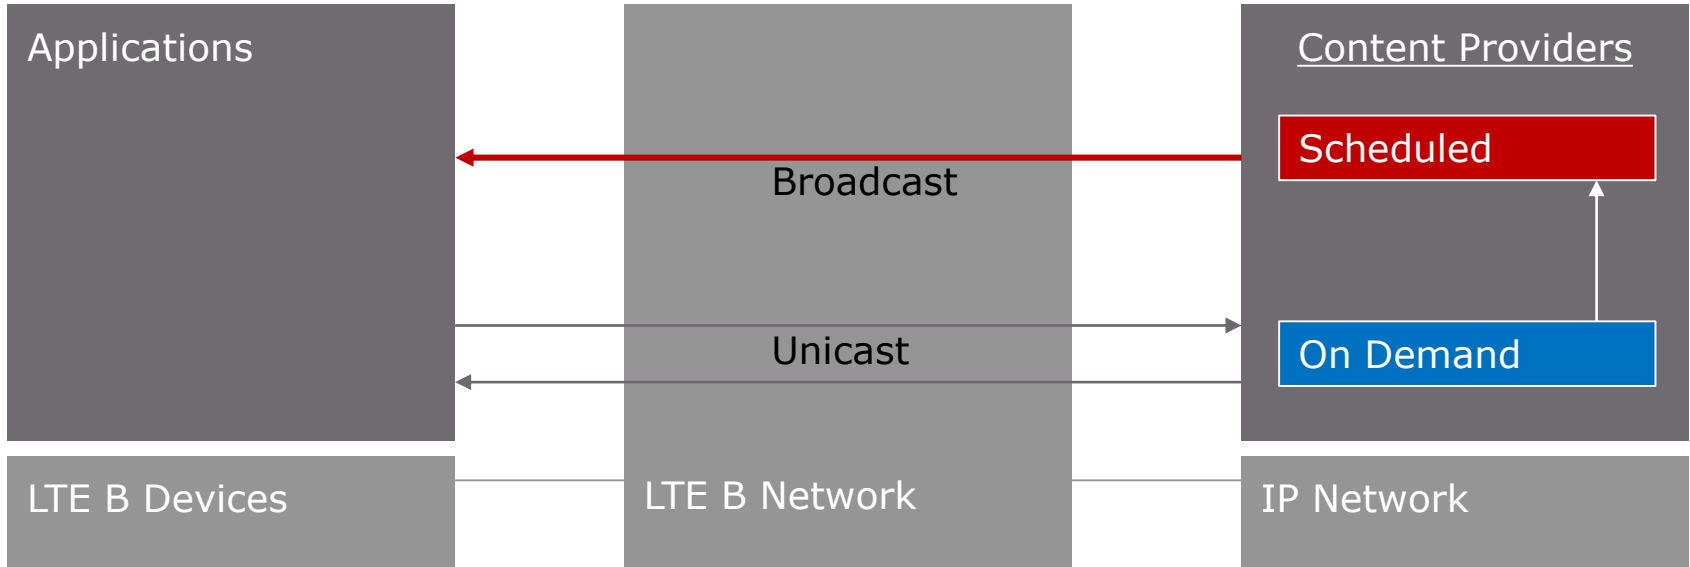 Applications
Content Providers
Scheduled
Broadcast
Unicast
On Demand
LTE B Devices
LTE B Network
IP Network